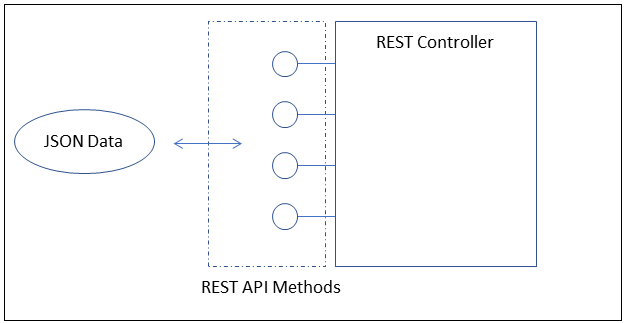 REST Controller
JSON Data
REST API Methods